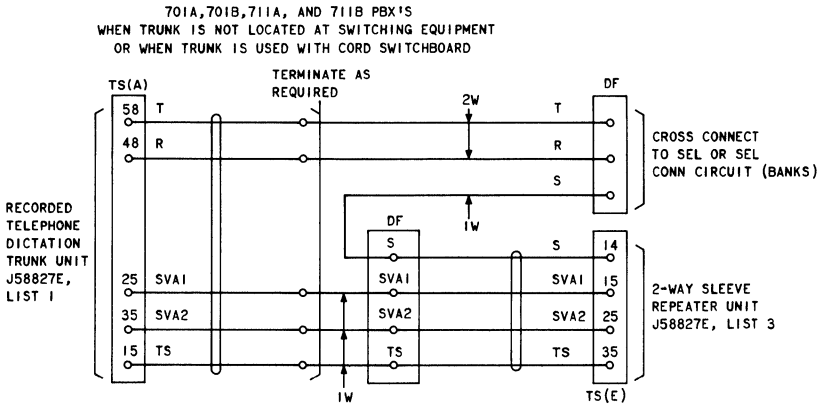 701A, 701B, 711A, AND 711B PBX'S
WHEN TRUNK IS NOT LOCATED AT SWITCHING EQUIPMENT
OR WHEN TRUNK IS USED WITH CORD SWITCHBOARD
TS(A)
TERMINATE AS
REQUIRED
DF
58 T
2W
T
48 R
R
CROSS CONNECT
TO SEL OR SEL
CONN CIRCUIT (BANKS)
S
1W
RECORDED
TELEPHONE
DICTATION
TRUNK UNIT
J58827E,
LIST 1
DF
S
S 14
25 SVA1
SVA1
SVA1 15
35 SVA2
SVA2
SVA2 25
15 TS
TS
TS 35
2-WAY SLEEVE
REPEATER UNIT
J58827E, LIST 3
1W
TS(E)